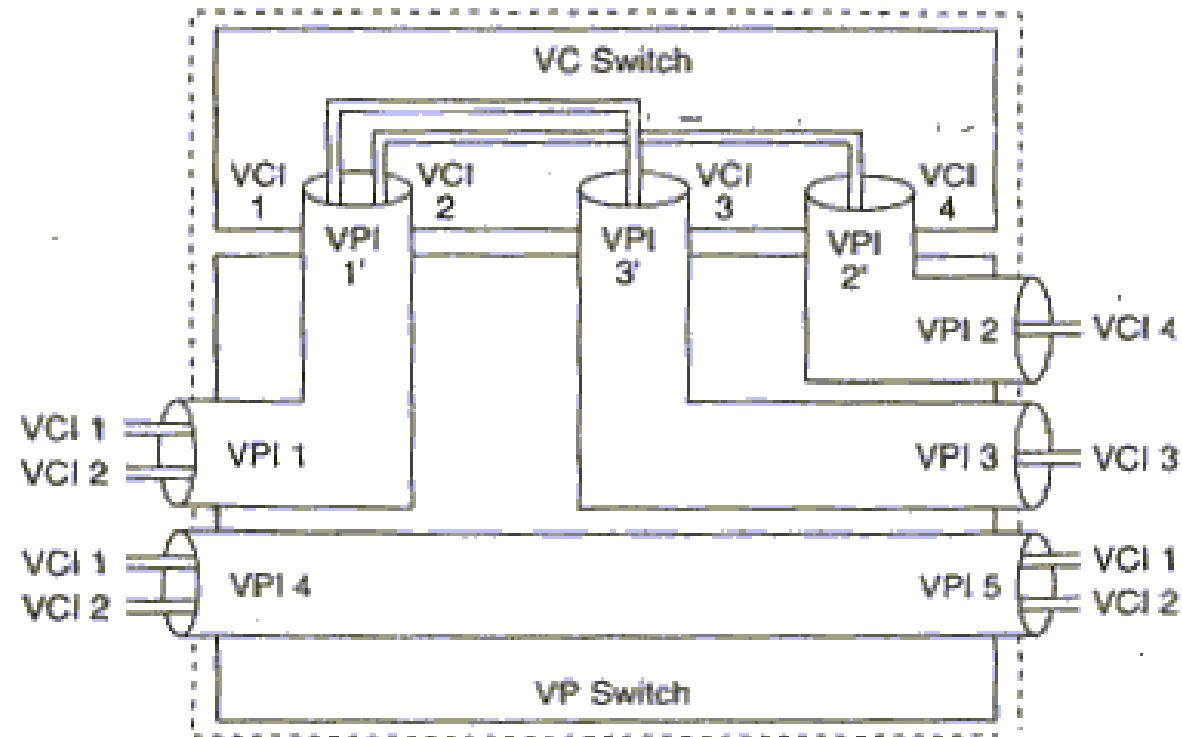 VC Switch
VCI 1
VCI 2
VCI 3
VCI 4
VPI 1'
VPI 3'
VPI 2'
VPI 2
VCI 4
VCI 1
VCI 2
VPI 1
VPI 3
VCI 3
VCI 1
VCI 2
VPI 4
VPI 5
VCI 1
VCI 2
VP Switch